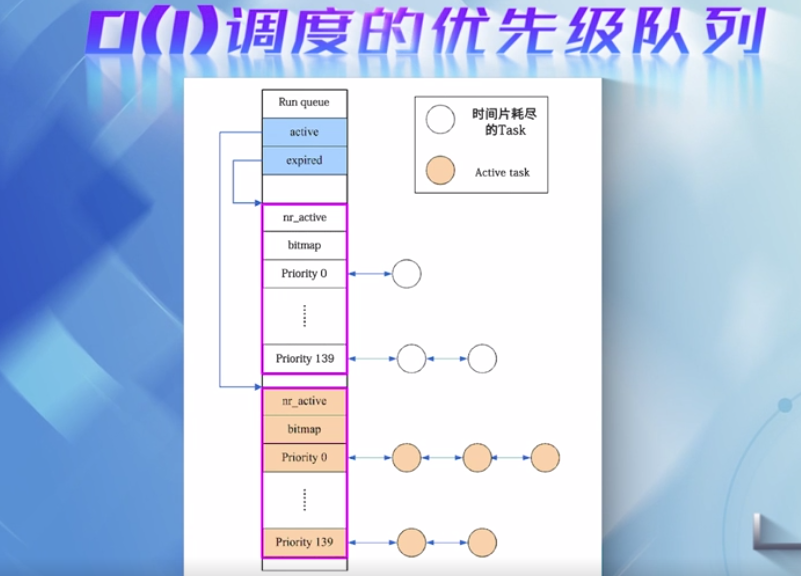 O(1)调度的优先级队列
Run queue
active
expired
时间片耗尽
的Task
Active task
nr_active
bitmap
Priority 0
Priority 139
nr_active
bitmap
Priority 0
Priority 139